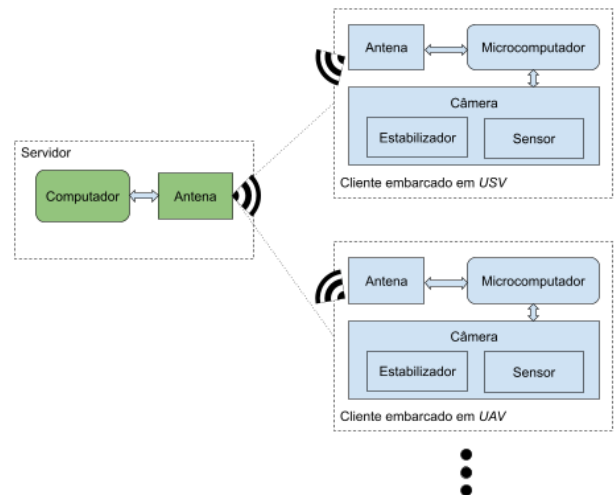 Antena
Microcomputador
Câmera
Estabilizador
Sensor
Cliente embarcado em USV
Servidor
Computador
Antena
Antena
Microcomputador
Câmera
Estabilizador
Sensor
Cliente embarcado em UAV